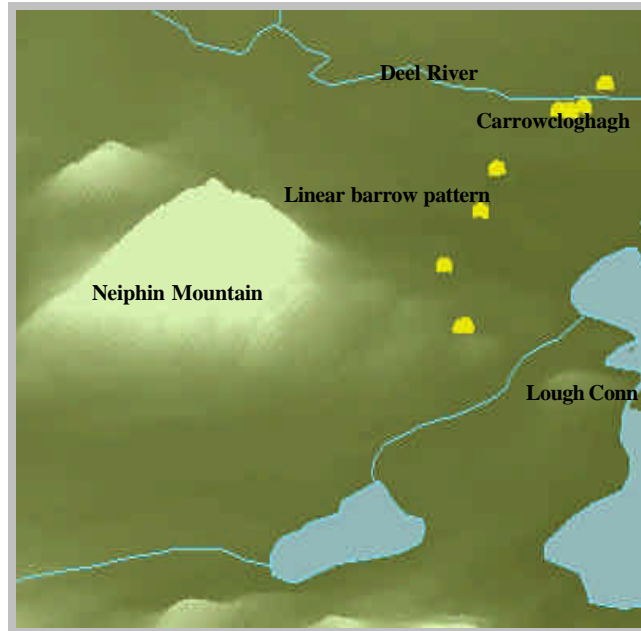 Deel River
Carrowcloghagh
Linear barrow pattern
Neiphin Mountain
Lough Conn